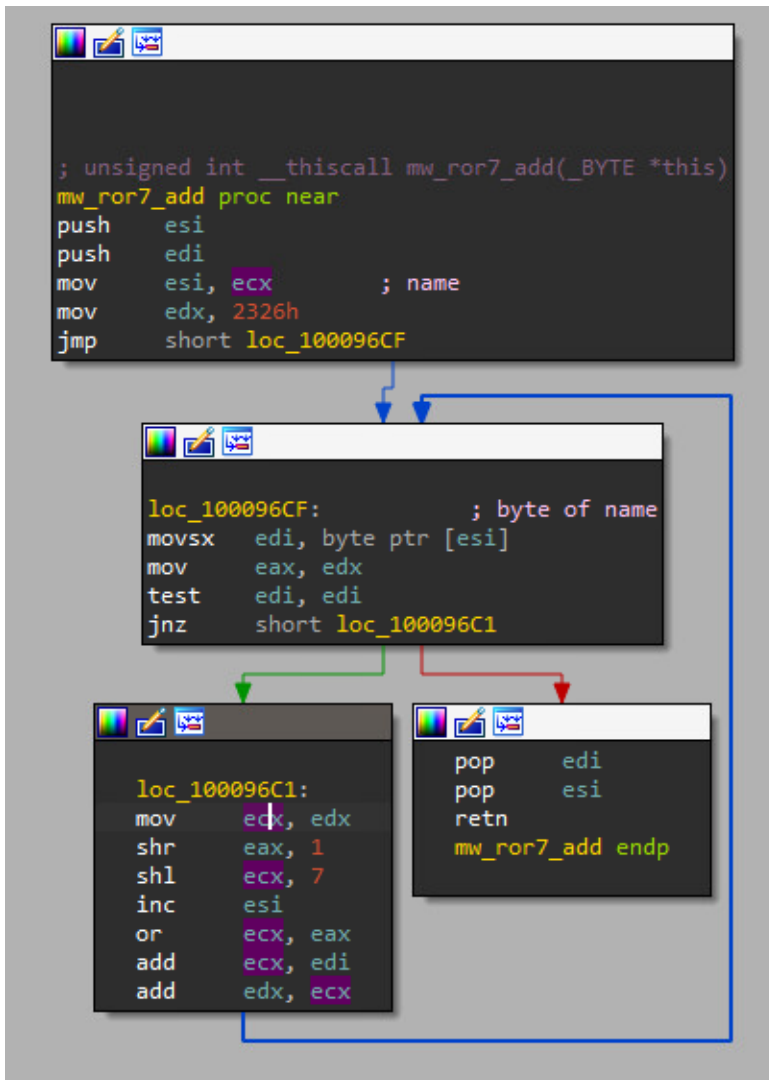 ; unsigned int __thiscall mw_ror7_add(_BYTE *this)
mw_ror7_add proc near
push esi
push edi
mov esi, ecx ; name
mov edx, 2326h
jmp short loc_100096CF
loc_100096CF: ; byte of name
movsx edi, byte ptr [esi]
mov eax, edx
test edi, edi
jnz short loc_100096C1
loc_100096C1:
mov ecx, edx
shr eax, 1
shl ecx, 7
inc esi
or ecx, eax
add ecx, edi
add edx, ecx
pop edi
pop esi
retn
mw_ror7_add endp